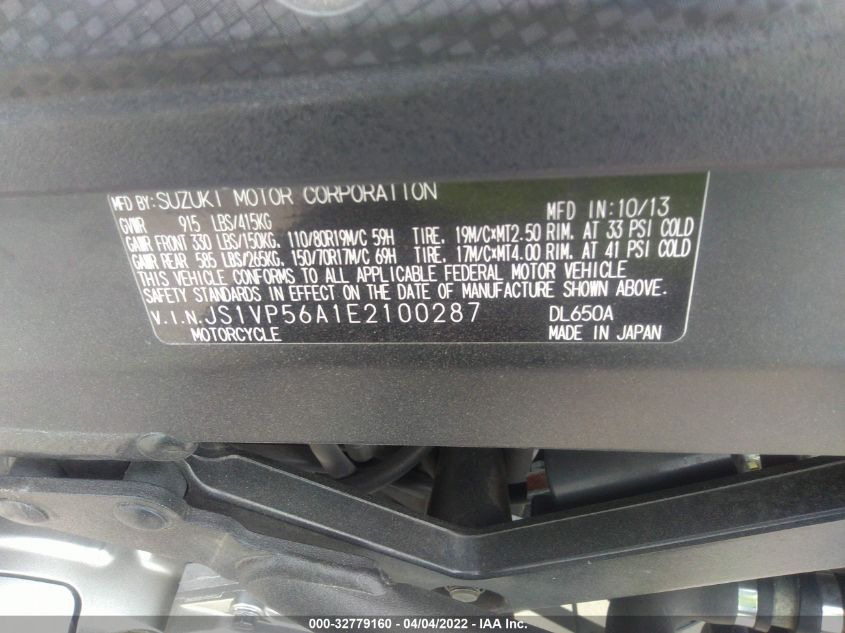 MFD BY: SUZUKI MOTOR CORPORATION
MFD IN: 10/13
GVWR 915 LBS/415KG
GAWR FRONT 330 LBS/150KG, 110/80R19M/C 59H TIRE, 19M/C×MT2.50 RIM. AT 33 PSI COLD
GAWR REAR 585 LBS/265KG, 150/70R17M/C 69H TIRE, 17M/C×MT4.00 RIM. AT 41 PSI COLD
THIS VEHICLE CONFORMS TO ALL APPLICABLE FEDERAL MOTOR VEHICLE
SAFETY STANDARDS IN EFFECT ON THE DATE OF MANUFACTURE SHOWN ABOVE.
V.I.N. JS1VP56A1E2100287 DL650A
MOTORCYCLE MADE IN JAPAN
000-32779160 - 04/04/2022 - IAA Inc.